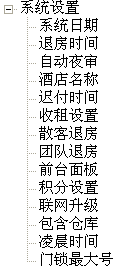 系统设置
系统日期
退房时间
自动夜审
酒店名称
迟付时间
收租设置
散客退房
团队退房
前台面板
积分设置
联网升级
包含仓库
凌晨时间
门锁最大号